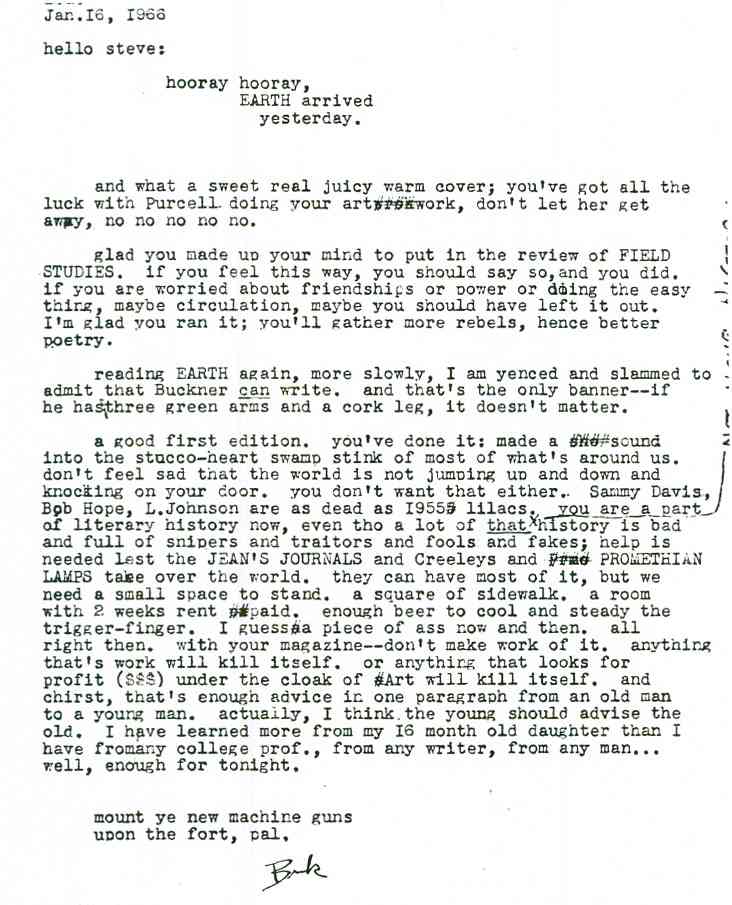 Jan.I6, I966
hello steve:
hooray hooray,
EARTH arrived
yesterday.
and what a sweet real juicy warm cover; you've got all the
luck with Purcell doing your artwork, don't let her get
away, no no no no no.
glad you made up your mind to put in the review of FIELD
STUDIES. if you feel this way, you should say so,and you did.
if you are worried about friendships or power or doing the easy
thing, maybe circulation, maybe you should have left it out.
I'm glad you ran it; you'll gather more rebels, hence better
poetry.
reading EARTH again, more slowly, I am yenced and slammed to
admit that Buckner can write. and that's the only banner--if
he has three green arms and a cork leg, it doesn't matter.
a good first edition. you've done it: made a sound
into the stucco-heart swamp stink of most of what's around us.
don't feel sad that the world is not jumping up and down and
knocking on your door. you don't want that either. Sammy Davis,
Bob Hope, L.Johnson are as dead as I955 lilacs. you are a part
of literary history now, even tho a lot of that history is bad
and full of snipers and traitors and fools and fakes; help is
needed lest the JEAN'S JOURNALS and Creeleys and PROMETHIAN
LAMPS take over the world. they can have most of it, but we
need a small space to stand. a square of sidewalk. a room
with 2 weeks rent paid. enough beer to cool and steady the
trigger-finger. I guess a piece of ass now and then. all
right then. with your magazine--don't make work of it. anything
that's work will kill itself. or anything that looks for
profit ($$$) under the cloak of Art will kill itself. and
chirst, that's enough advice in one paragraph from an old man
to a young man. actually, I think the young should advise the
old. I have learned more from my I6 month old daughter than I
have fromany college prof., from any writer, from any man...
well, enough for tonight.
mount ye new machine guns
upon the fort, pal,
Buk